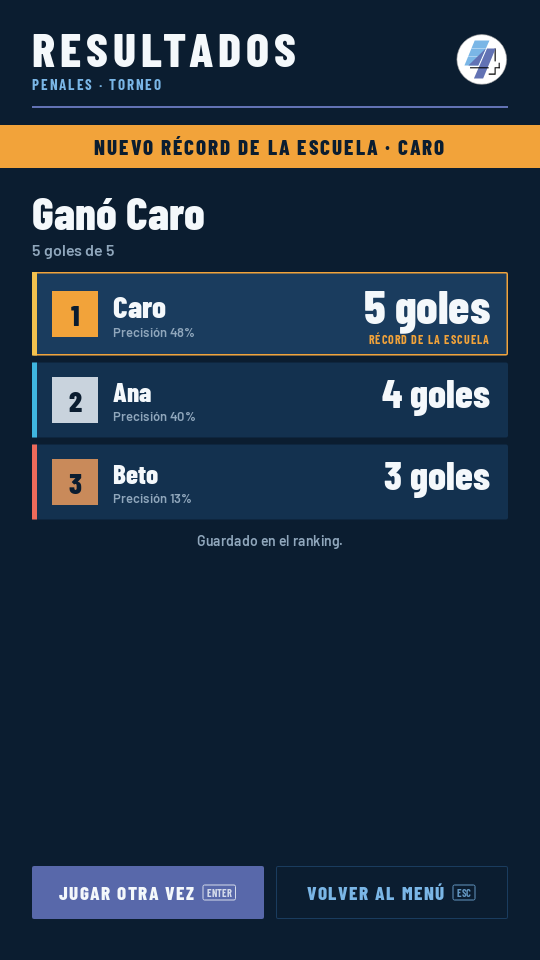 RESULTADOS
PENALES · TORNEO
4
NUEVO RÉCORD DE LA ESCUELA · CARO
Ganó Caro
5 goles de 5
1
Caro
Precisión 48%
5 goles
RÉCORD DE LA ESCUELA
2
Ana
Precisión 40%
4 goles
3
Beto
Precisión 13%
3 goles
Guardado en el ranking.
JUGAR OTRA VEZ ENTER
VOLVER AL MENÚ ESC